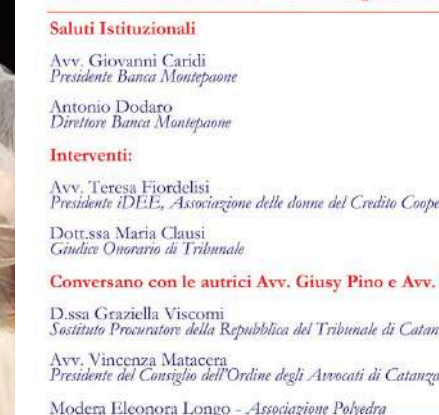 Saluti Istituzionali
Avv. Giovanni Caridi
Presidente Banca Montepaone
Antonio Dodaro
Direttore Banca Montepaone
Interventi:
Avv. Teresa Fiordelisi
Presidente iDEE, Associazione delle donne del Credito Coope
Dott.ssa Maria Clausi
Giudice Onorario di Tribunale
Conversano con le autrici Avv. Giusy Pino e Avv.
D.ssa Graziella Viscomi
Sostituto Procuratore della Repubblica del Tribunale di Catan
Avv. Vincenza Matacera
Presidente del Consiglio dell'Ordine degli Avvocati di Catanza
Modera Eleonora Longo - Associazione Polyedra